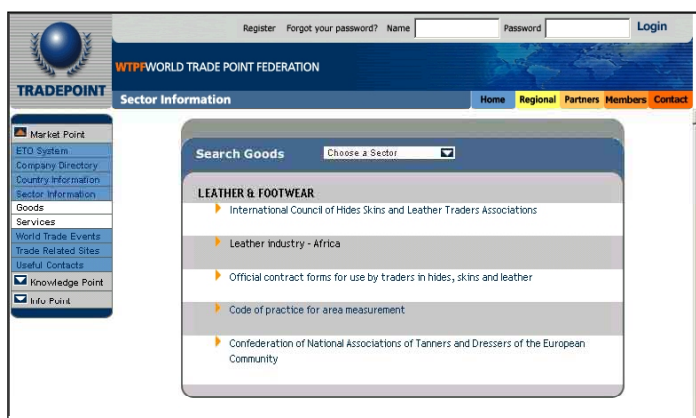 Register Forgot your password? Name Password Login
WTPFWORLD TRADE POINT FEDERATION
TRADEPOINT
Sector Information
Home Regional Partners Members Contact
Market Point
ETO System
Company Directory
Country Information
Sector Information
Goods
Services
World Trade Events
Trade Related Sites
Useful Contacts
Knowledge Point
Info Point
Search Goods Choose a Sector
LEATHER & FOOTWEAR
International Council of Hides Skins and Leather Traders Associations
Leather industry - Africa
Official contract forms for use by traders in hides, skins and leather
Code of practice for area measurement
Confederation of National Associations of Tanners and Dressers of the European
Community